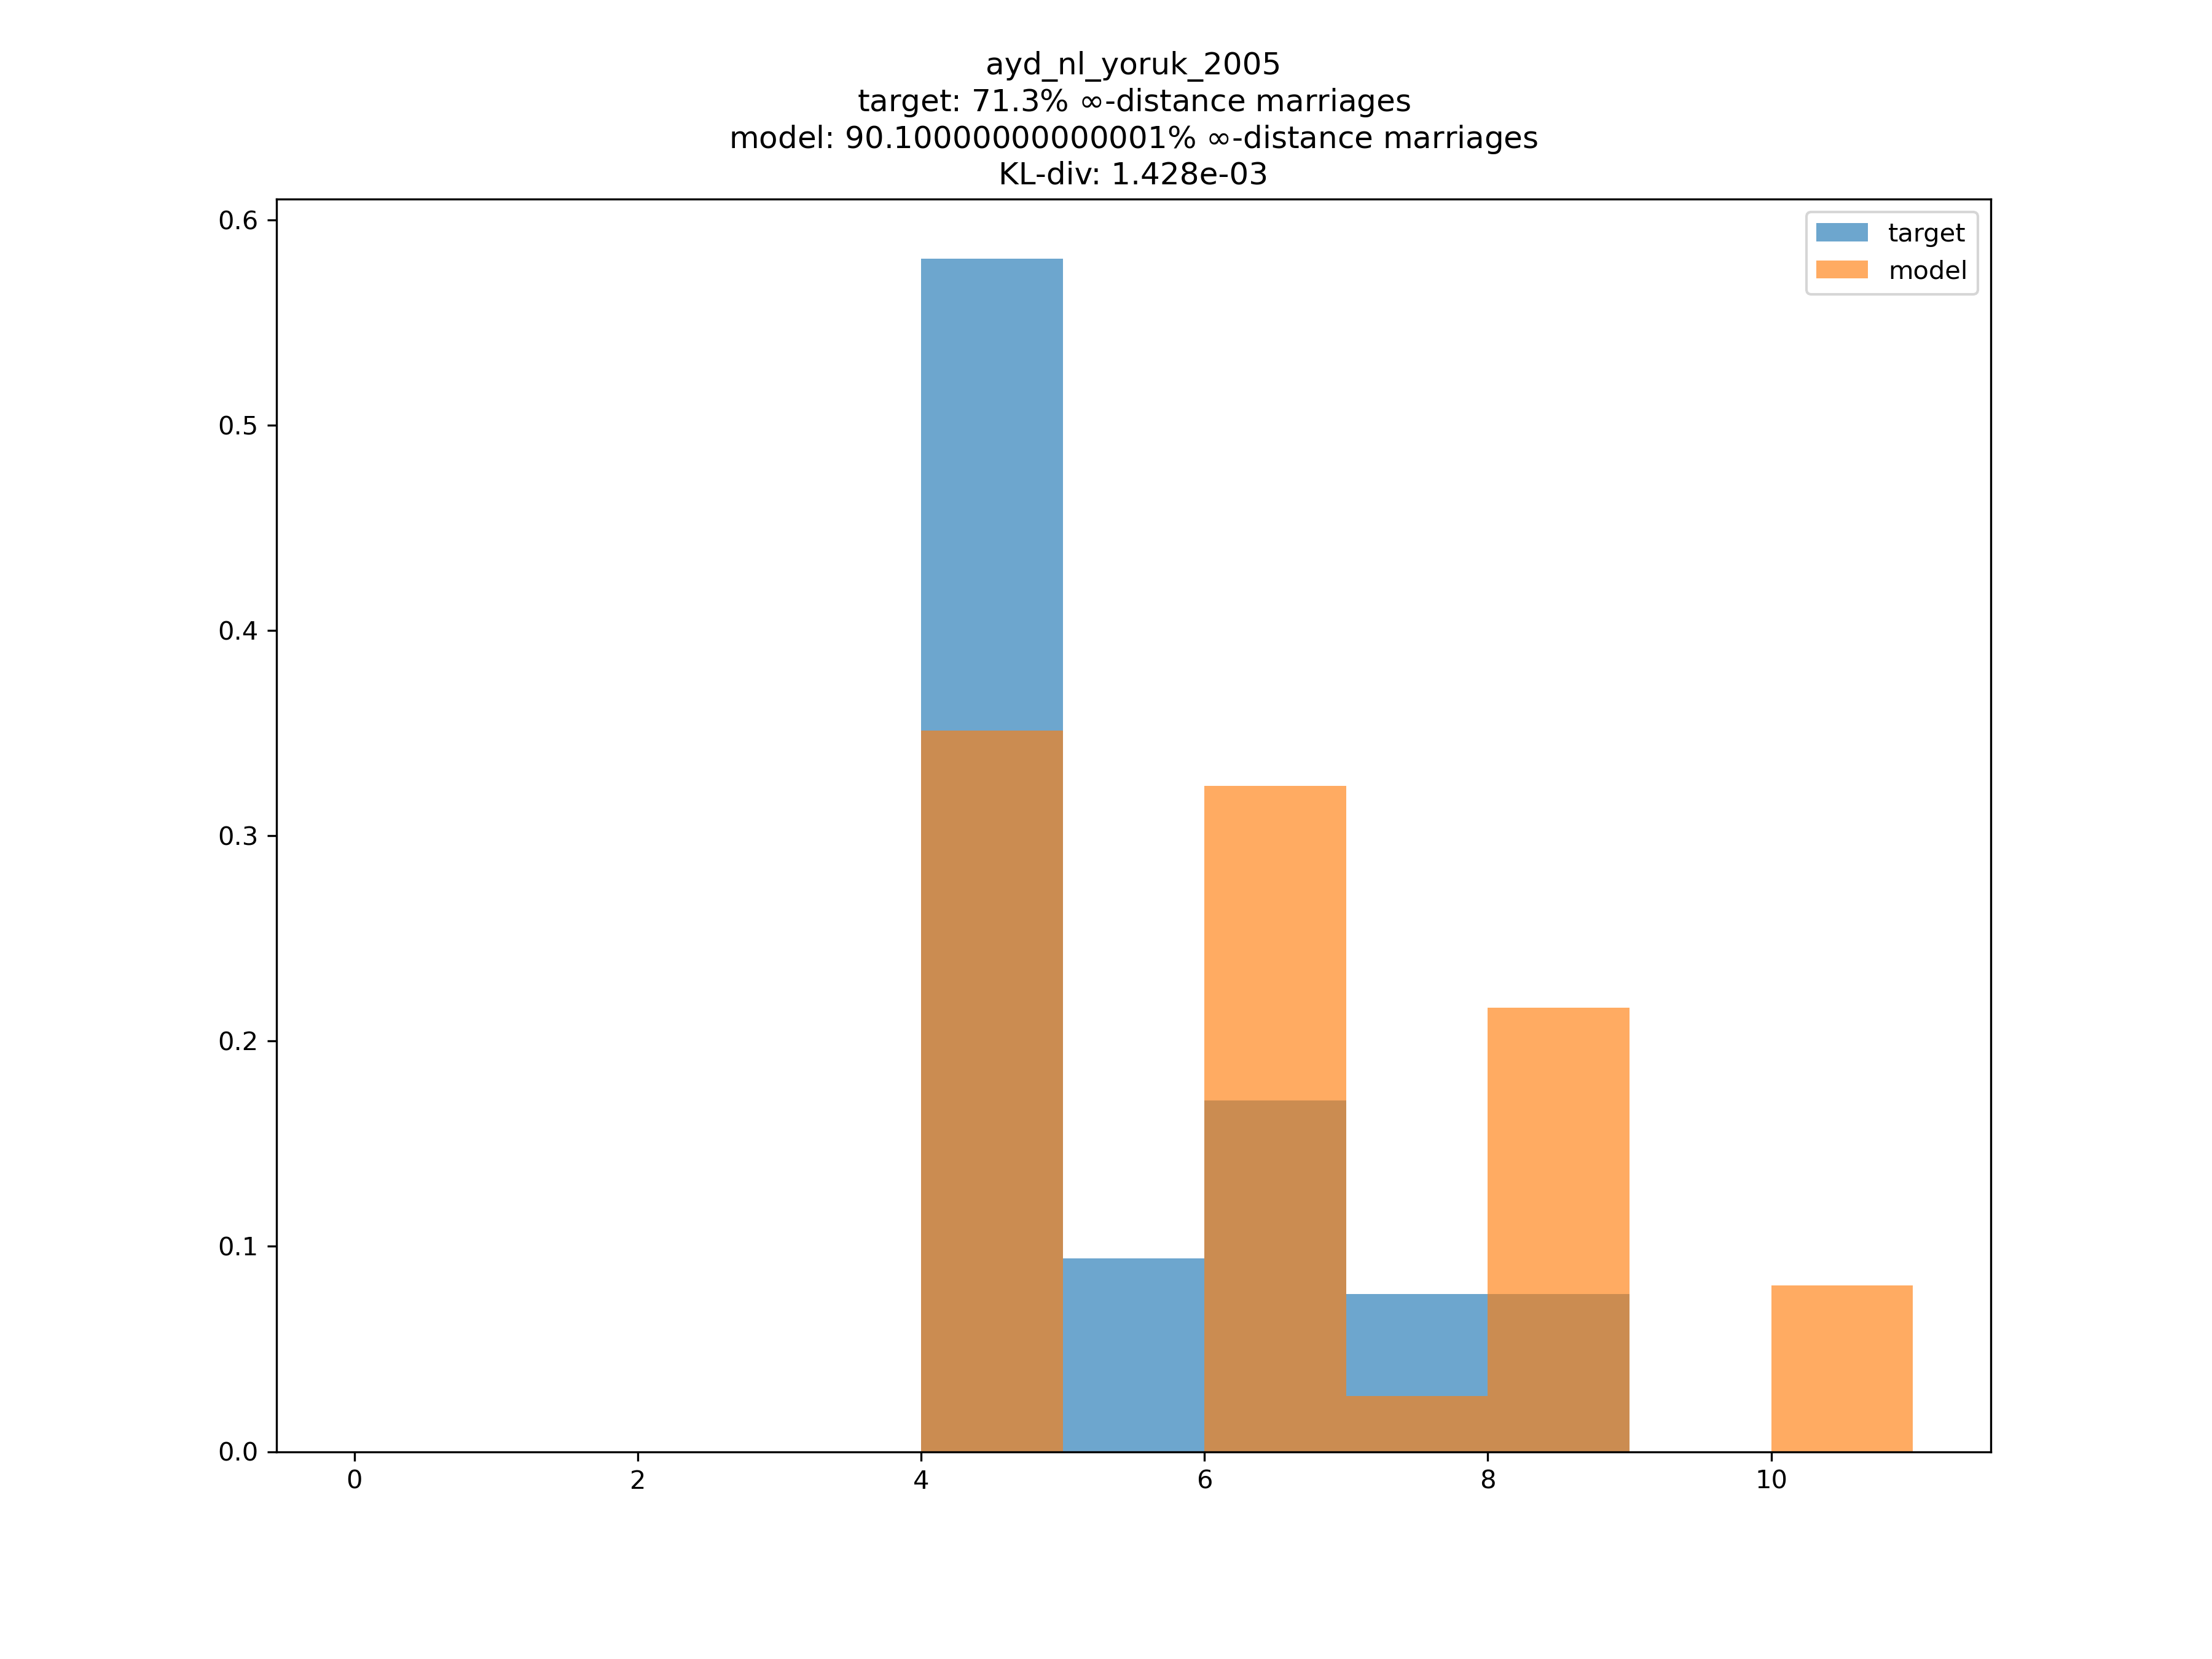 ayd_nl_yoruk_2005
target: 71.3% ∞-distance marriages
model: 90.10000000000001% ∞-distance marriages
KL-div: 1.428e-03
target
model
0.6
0.5
0.4
0.3
0.2
0.1
0.0
0 2 4 6 8 10